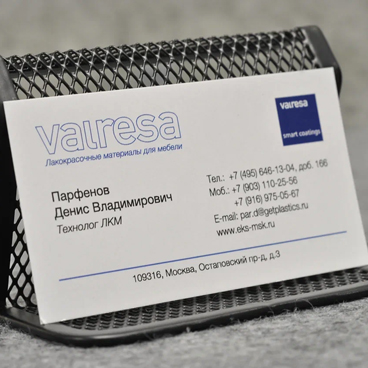 valresa
Лакокрасочные материалы для мебели
valresa
smart coatings
Парфенов
Денис Владимирович
Технолог ЛКМ
Тел.: +7 (495) 646-13-04, доб. 166
Моб.: +7 (903) 110-25-56
+7 (916) 975-05-67
E-mail: par.d@getplastics.ru
www.eks-msk.ru
109316, Москва, Остаповский пр-д, д.3